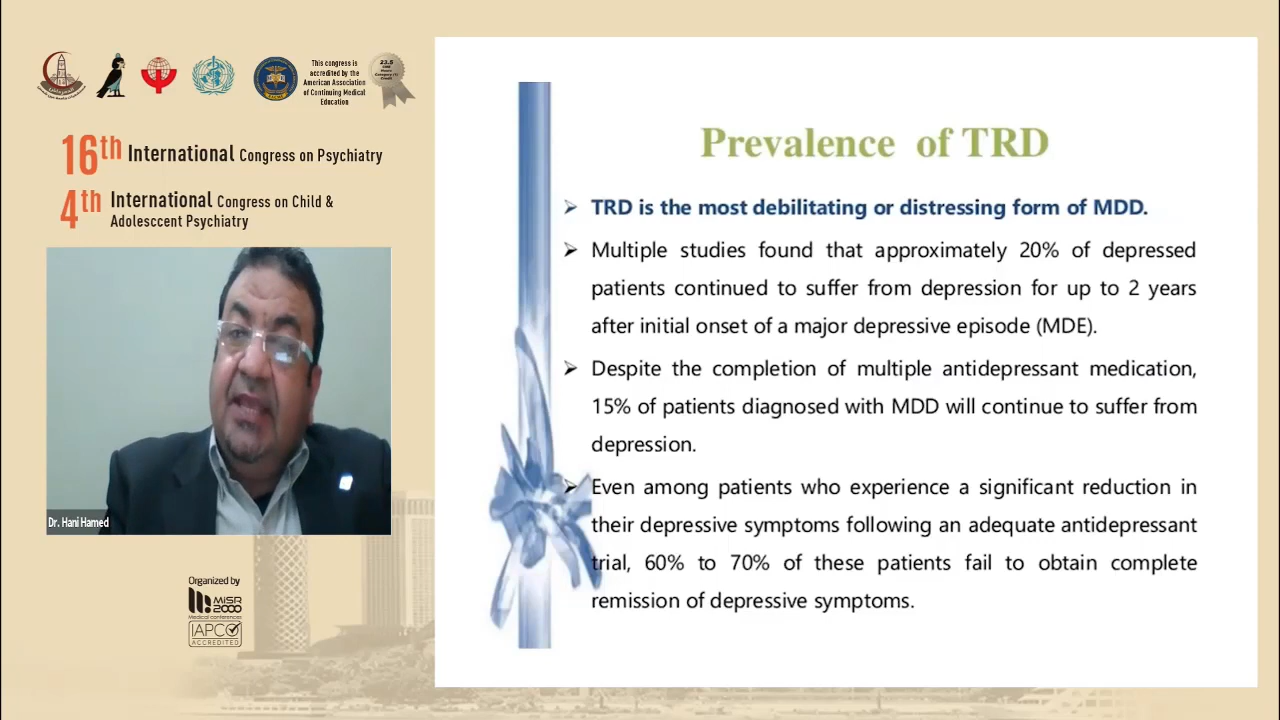 This congress is
accredited by the
American Association
of Continuing Medical
Education
23.5
16th International Congress on Psychiatry
4th International Congress on Child &
Adolesccent Psychiatry
Dr. Hani Hamed
Organized by
MiSR
2000
Medical conferences
IAPCO
ACCREDITED
Prevalence of TRD
➢ TRD is the most debilitating or distressing form of MDD.
➢ Multiple studies found that approximately 20% of depressed
patients continued to suffer from depression for up to 2 years
after initial onset of a major depressive episode (MDE).
➢ Despite the completion of multiple antidepressant medication,
15% of patients diagnosed with MDD will continue to suffer from
depression.
➢ Even among patients who experience a significant reduction in
their depressive symptoms following an adequate antidepressant
trial, 60% to 70% of these patients fail to obtain complete
remission of depressive symptoms.